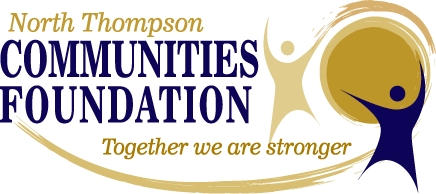 North Thompson
COMMUNITIES
FOUNDATION
Together we are stronger